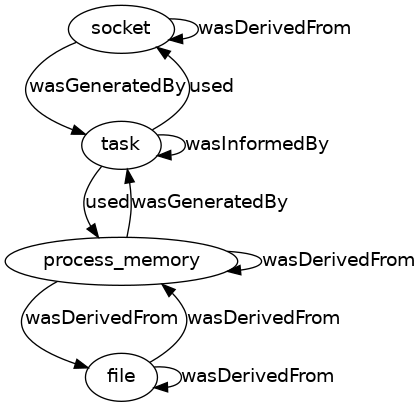 socket
wasDerivedFrom
wasGeneratedBy
used
task
wasInformedBy
used
wasGeneratedBy
process_memory
wasDerivedFrom
wasDerivedFrom
wasDerivedFrom
file
wasDerivedFrom